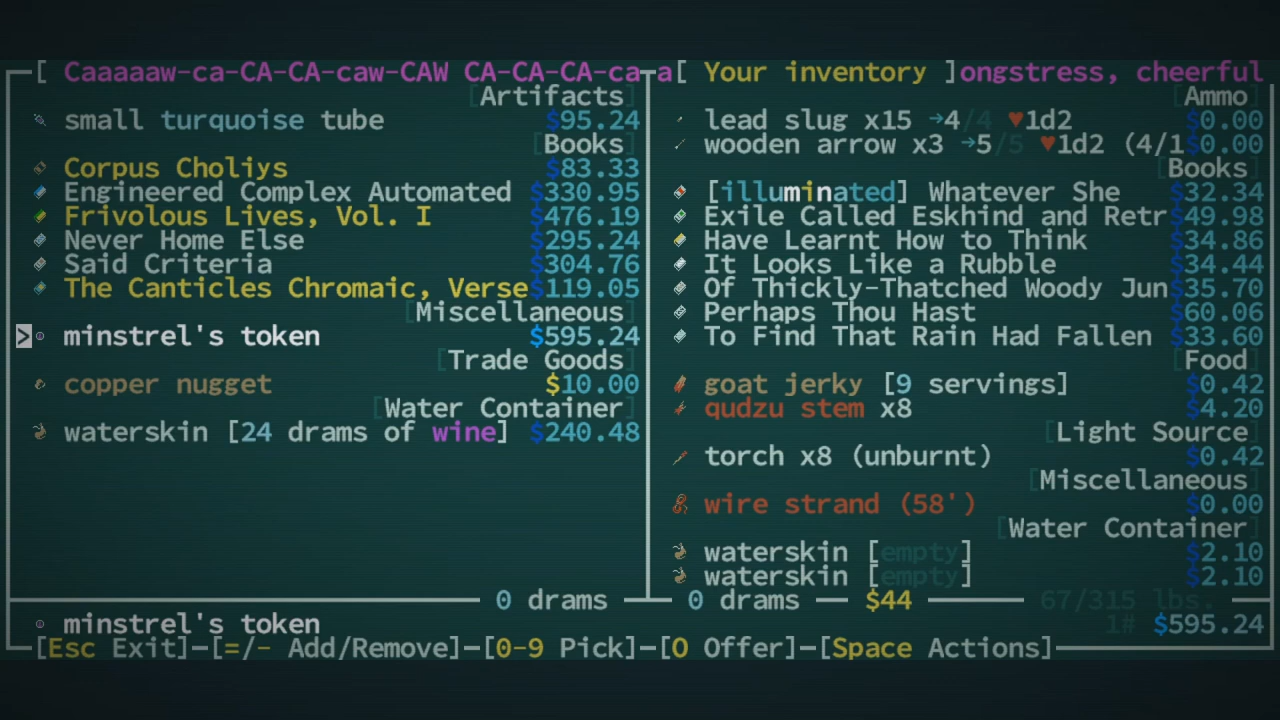 [ Caaaaaw-ca-CA-CA-caw-CAW CA-CA-CA-ca-a[ Your inventory ]ongstress, cheerful
[Artifacts]
small turquoise tube $95.24
[Books]
Corpus Choliys $83.33
Engineered Complex Automated $330.95
Frivolous Lives, Vol. I $476.19
Never Home Else $295.24
Said Criteria $304.76
The Canticles Chromaic, Verse $119.05
[Miscellaneous]
> minstrel's token $595.24
[Trade Goods]
copper nugget $10.00
[Water Container]
waterskin [24 drams of wine] $240.48
[Ammo]
lead slug x15 →4/4 ♥1d2 $0.00
wooden arrow x3 →5/5 ♥1d2 (4/1 $0.00
[Books]
[illuminated] Whatever She $32.34
Exile Called Eskhind and Retr $49.98
Have Learnt How to Think $34.86
It Looks Like a Rubble $34.44
Of Thickly-Thatched Woody Jun $35.70
Perhaps Thou Hast $60.06
To Find That Rain Had Fallen $33.60
[Food]
goat jerky [9 servings] $0.42
qudzu stem x8 $4.20
[Light Source]
torch x8 (unburnt) $0.42
[Miscellaneous]
wire strand (58') $0.00
[Water Container]
waterskin [empty] $2.10
waterskin [empty] $2.10
0 drams 0 drams $44 67/315 lbs.
minstrel's token 1# $595.24
[Esc Exit]-[=/- Add/Remove]-[0-9 Pick]-[O Offer]-[Space Actions]